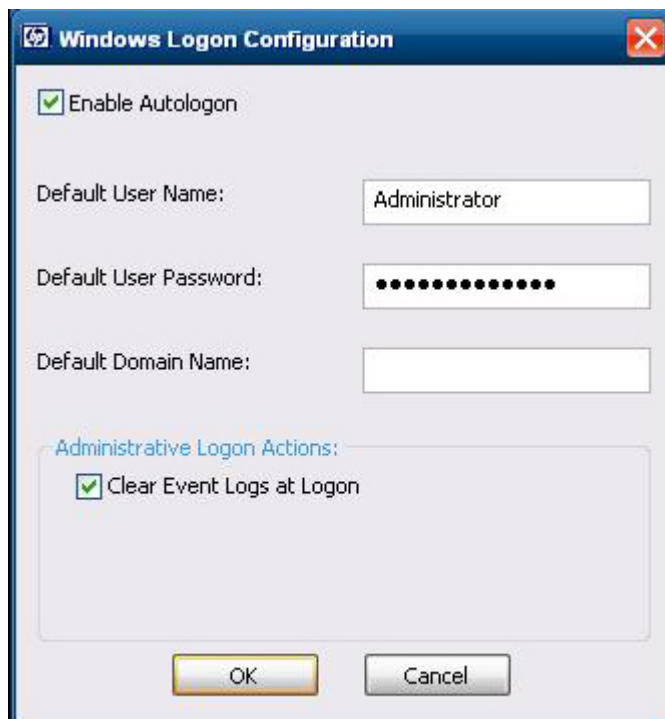 Windows Logon Configuration
Enable Autologon
Default User Name: Administrator
Default User Password: •••••••••••••
Default Domain Name:
Administrative Logon Actions:
Clear Event Logs at Logon
OK Cancel